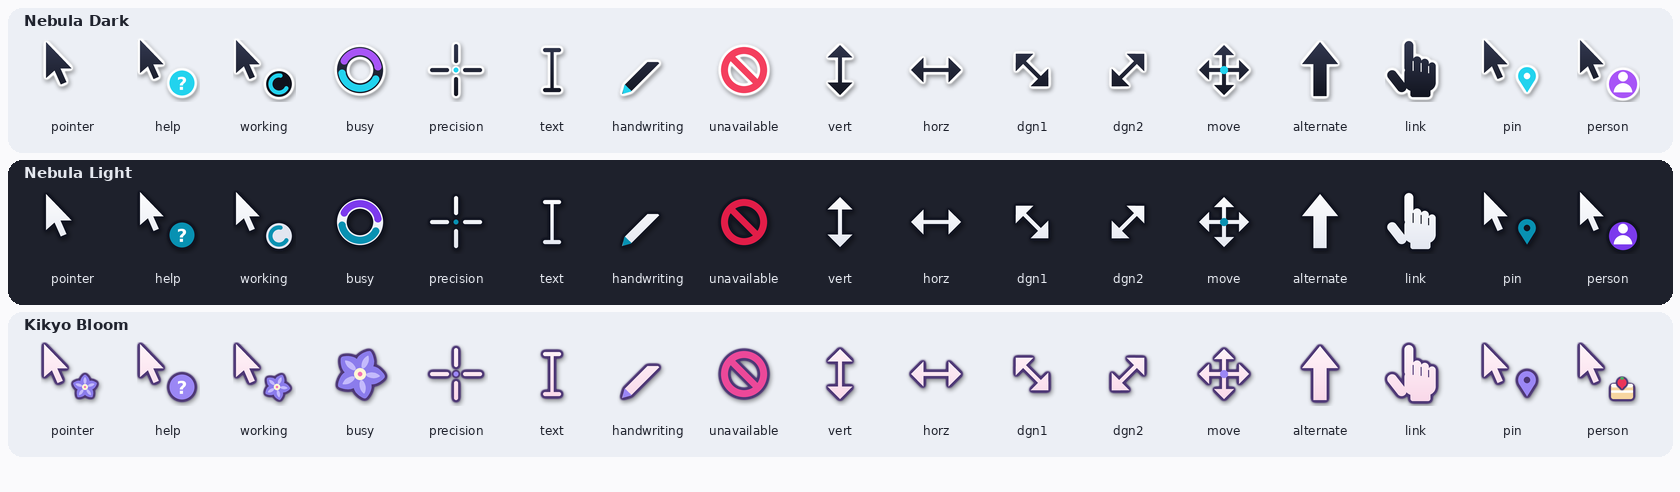 Nebula Dark
? 
pointer help working busy precision text handwriting unavailable vert horz dgn1 dgn2 move alternate link pin person
Nebula Light
?
pointer help working busy precision text handwriting unavailable vert horz dgn1 dgn2 move alternate link pin person
Kikyo Bloom
?
pointer help working busy precision text handwriting unavailable vert horz dgn1 dgn2 move alternate link pin person